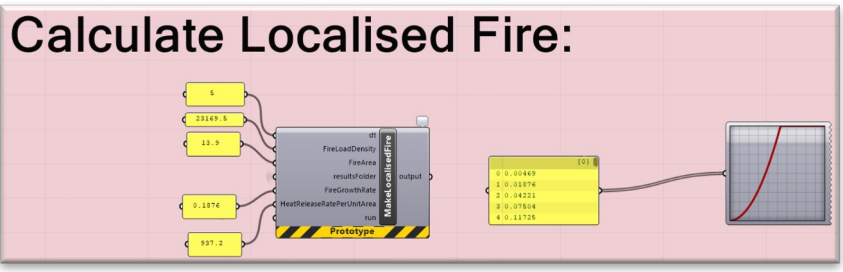 Calculate Localised Fire:
5
23169.5
13.9
0.1876
937.2
dt
FireLoadDensity
FireArea
resultsFolder
FireGrowthRate
HeatReleaseRatePerUnitArea
run
MakeLocalisedFire
output
Prototype
{0}
0 0.00469
1 0.01876
2 0.04221
3 0.07504
4 0.11725